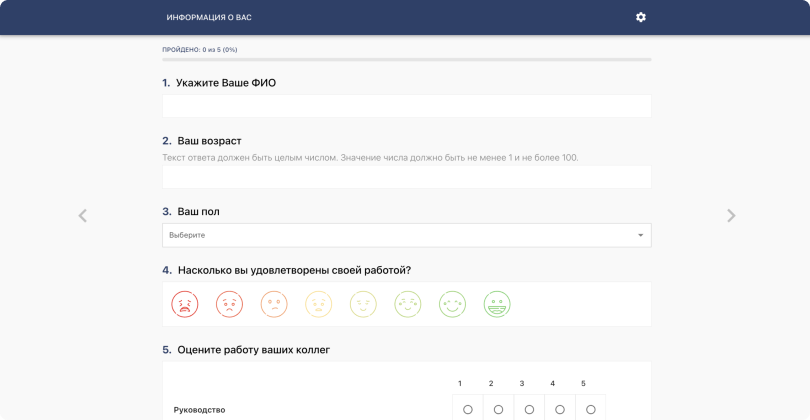 ИНФОРМАЦИЯ О ВАС
ПРОЙДЕНО: 0 из 5 (0%)
1. Укажите Ваше ФИО
2. Ваш возраст
Текст ответа должен быть целым числом. Значение числа должно быть не менее 1 и не более 100.
3. Ваш пол
Выберите
4. Насколько вы удовлетворены своей работой?
5. Оцените работу ваших коллег
1 2 3 4 5
Руководство